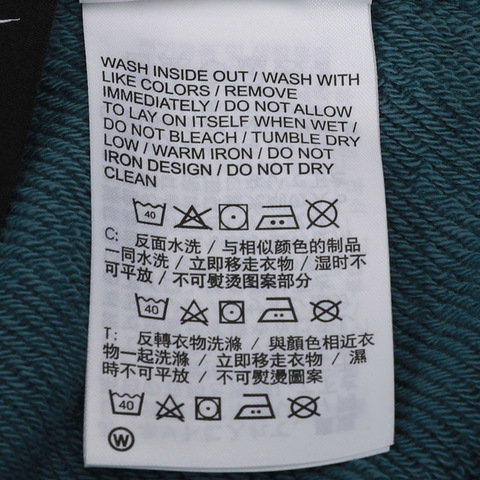 WASH INSIDE OUT / WASH WITH
LIKE COLORS / REMOVE
IMMEDIATELY / DO NOT ALLOW
TO LAY ON ITSELF WHEN WET /
DO NOT BLEACH / TUMBLE DRY
LOW / WARM IRON / DO NOT
IRON DESIGN / DO NOT DRY
CLEAN
40
C: 反面水洗 / 与相似颜色的制品
一同水洗 / 立即移走衣物 / 湿时不
可平放 / 不可熨烫图案部分
40
T: 反轉衣物洗滌 / 與顏色相近衣
物一起洗滌 / 立即移走衣物 / 濕
時不可平放 / 不可熨燙圖案
40
W